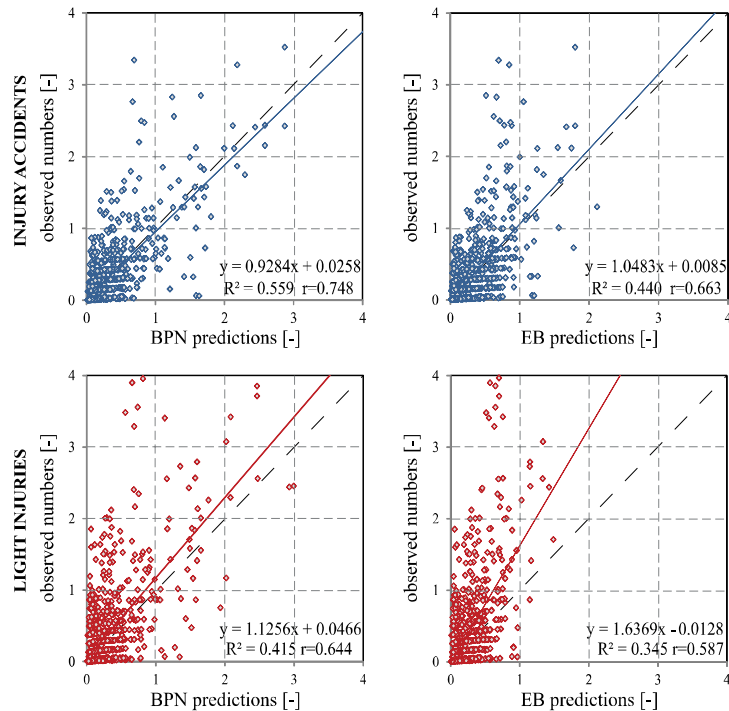 INJURY ACCIDENTS
observed numbers [-]
4
3
2
1
0
y = 0.9284x + 0.0258
R² = 0.559 r=0.748
0 1 2 3 4
BPN predictions [-]
observed numbers [-]
4
3
2
1
0
y = 1.0483x + 0.0085
R² = 0.440 r=0.663
0 1 2 3 4
EB predictions [-]
LIGHT INJURIES
observed numbers [-]
4
3
2
1
0
y = 1.1256x + 0.0466
R² = 0.415 r=0.644
0 1 2 3 4
BPN predictions [-]
observed numbers [-]
4
3
2
1
0
y = 1.6369x - 0.0128
R² = 0.345 r=0.587
0 1 2 3 4
EB predictions [-]